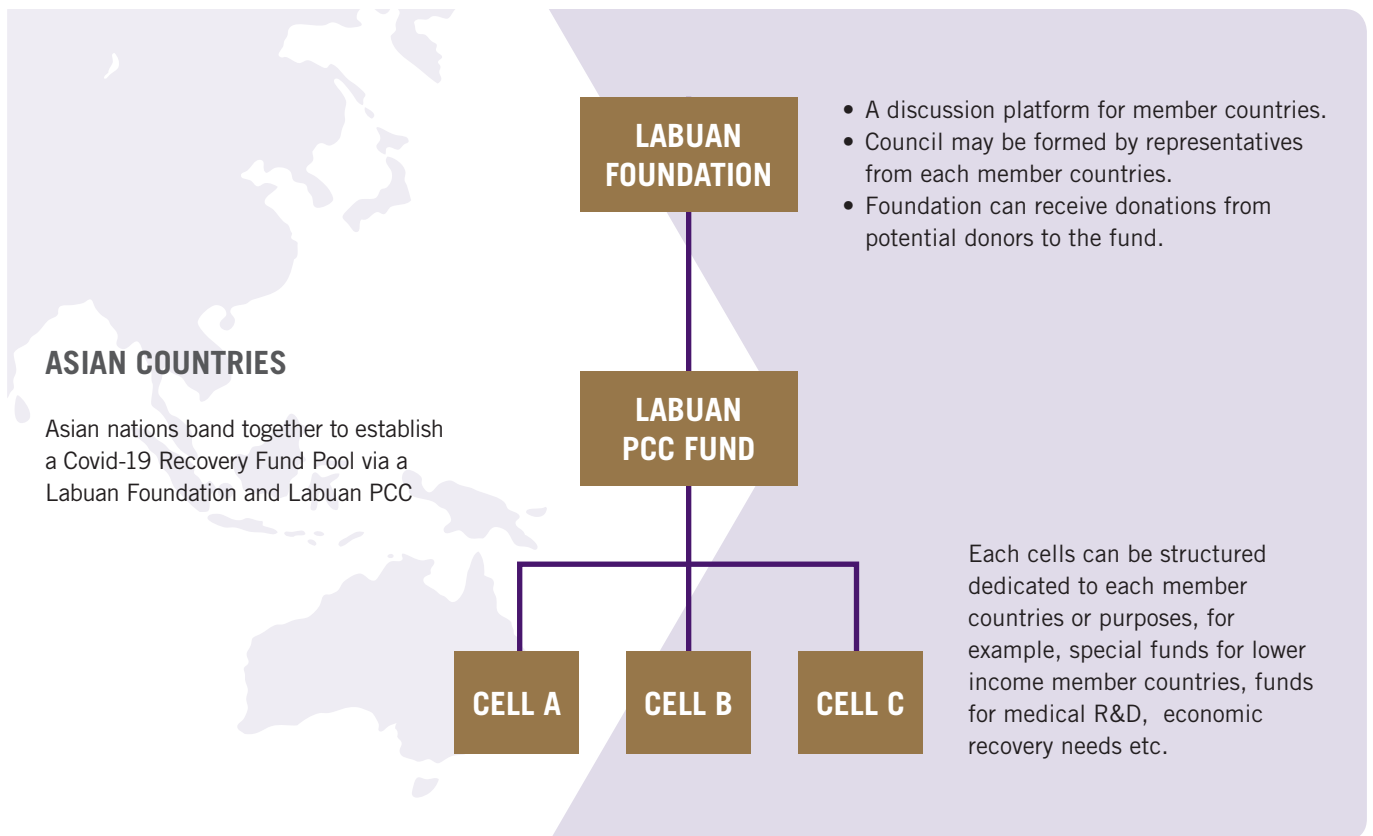 LABUAN
FOUNDATION
• A discussion platform for member countries.
• Council may be formed by representatives
from each member countries.
• Foundation can receive donations from
potential donors to the fund.
ASIAN COUNTRIES
Asian nations band together to establish
a Covid-19 Recovery Fund Pool via a
Labuan Foundation and Labuan PCC
LABUAN
PCC FUND
CELL A
CELL B
CELL C
Each cells can be structured
dedicated to each member
countries or purposes, for
example, special funds for lower
income member countries, funds
for medical R&D, economic
recovery needs etc.